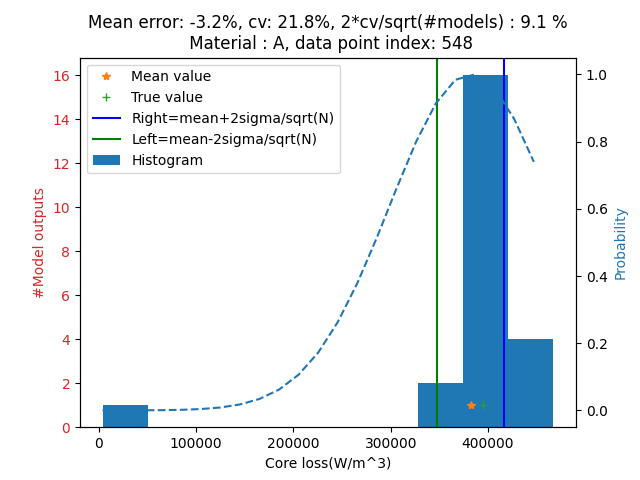 Mean error: -3.2%, cv: 21.8%, 2*cv/sqrt(#models) : 9.1 %
Material : A, data point index: 548
Mean value
True value
Right=mean+2sigma/sqrt(N)
Left=mean-2sigma/sqrt(N)
Histogram
#Model outputs
16
14
12
10
8
6
4
2
0
1.0
0.8
0.6
0.4
0.2
0.0
Probability
0 100000 200000 300000 400000
Core loss(W/m^3)